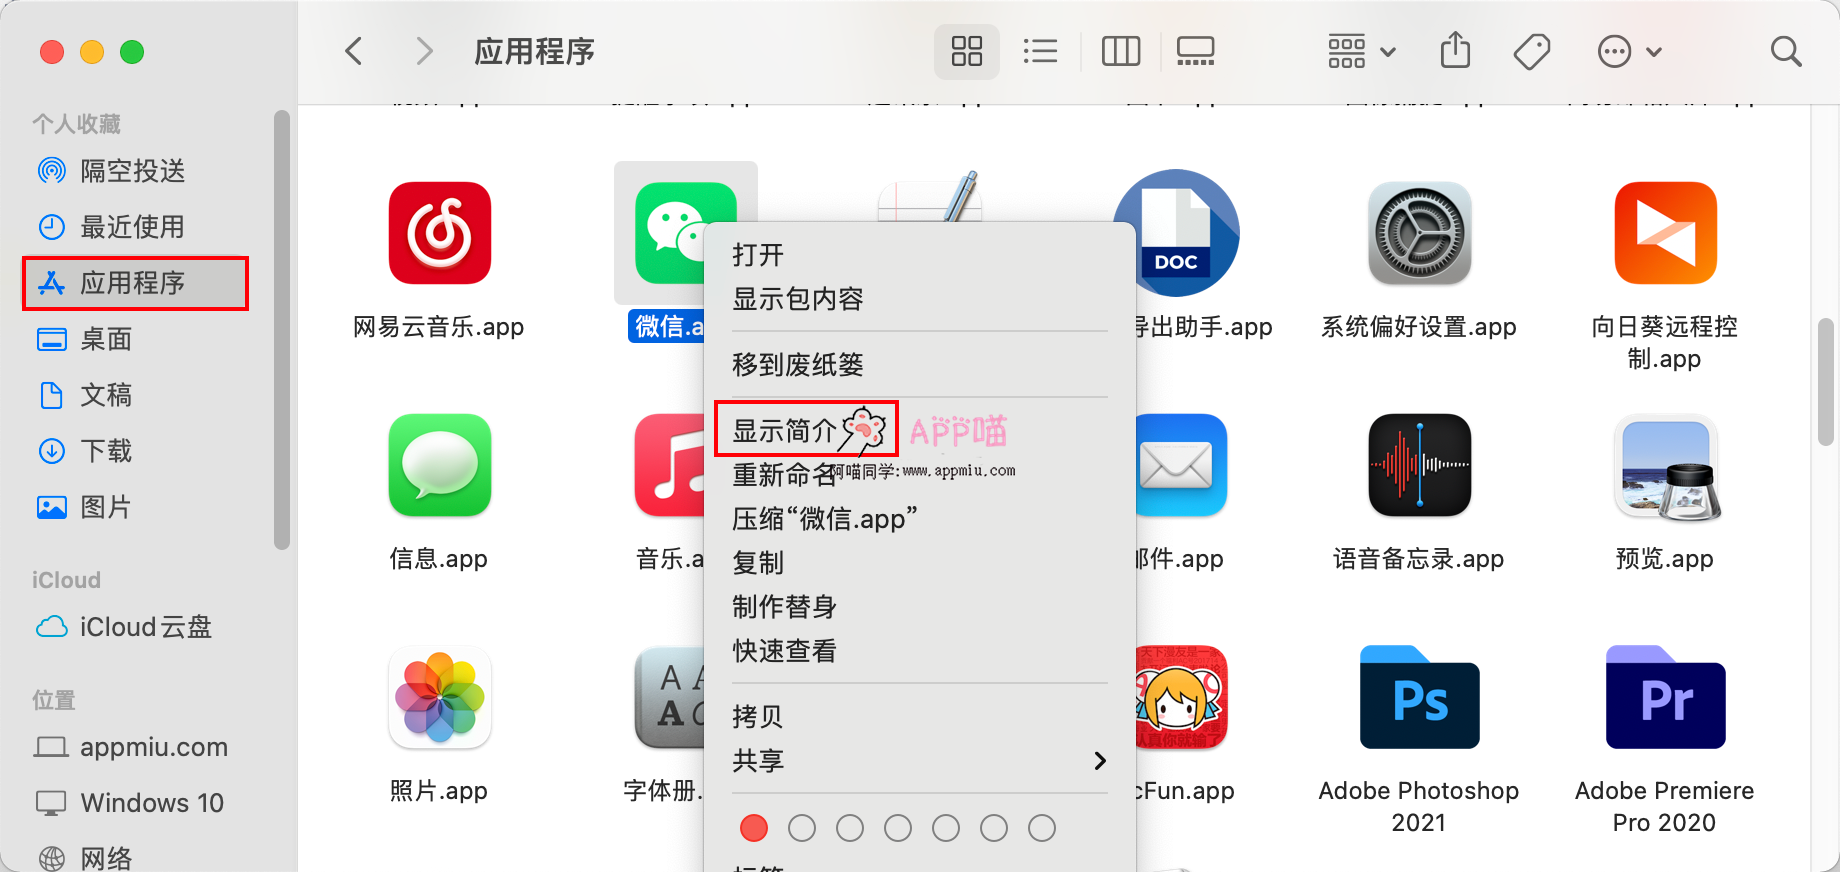 应用程序
个人收藏
隔空投送
最近使用
应用程序
桌面
文稿
下载
图片
iCloud
iCloud云盘
位置
appmiu.com
Windows 10
网络
网易云音乐.app
微信.a
DOC
导出助手.app
系统偏好设置.app
向日葵远程控
制.app
信息.app
音乐.a
邮件.app
语音备忘录.app
预览.app
照片.app
A
A
字体册.
cFun.app
Ps
Adobe Photoshop
2021
Pr
Adobe Premiere
Pro 2020
打开
显示包内容
移到废纸篓
显示简介
APP喵
重新命名
阿喵同学:www.appmiu.com
压缩“微信.app”
复制
制作替身
快速查看
拷贝
共享